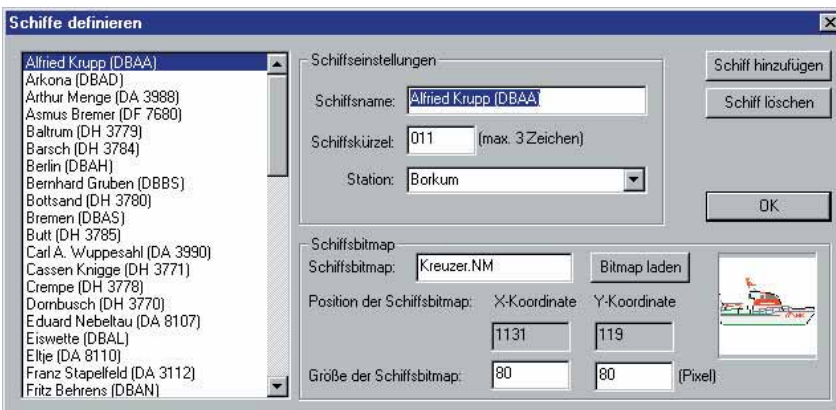 Schiffe definieren
Alfried Krupp (DBAA)
Arkona (DBAD)
Arthur Menge (DA 3988)
Asmus Bremer (DF 7680)
Baltrum (DH 3779)
Barsch (DH 3784)
Berlin (DBAH)
Bernhard Gruben (DBBS)
Bottsand (DH 3780)
Bremen (DBAS)
Butt (DH 3785)
Carl A. Wuppesahl (DA 3990)
Cassen Knigge (DH 3771)
Crempe (DH 3778)
Dornbusch (DH 3770)
Eduard Nebeltau (DA 8107)
Eiswette (DBAL)
Eltje (DA 8110)
Franz Stapelfeld (DA 3112)
Fritz Behrens (DBAN)
Schiffseinstellungen
Schiffsname: Alfried Krupp (DBAA)
Schiffskürzel: 011 (max. 3 Zeichen)
Station: Borkum
Schiff hinzufügen
Schiff löschen
OK
Schiffsbitmap
Schiffsbitmap: Kreuzer.NM Bitmap laden
Position der Schiffsbitmap: X-Koordinate Y-Koordinate
1131 119
Größe der Schiffsbitmap: 80 80 (Pixel)